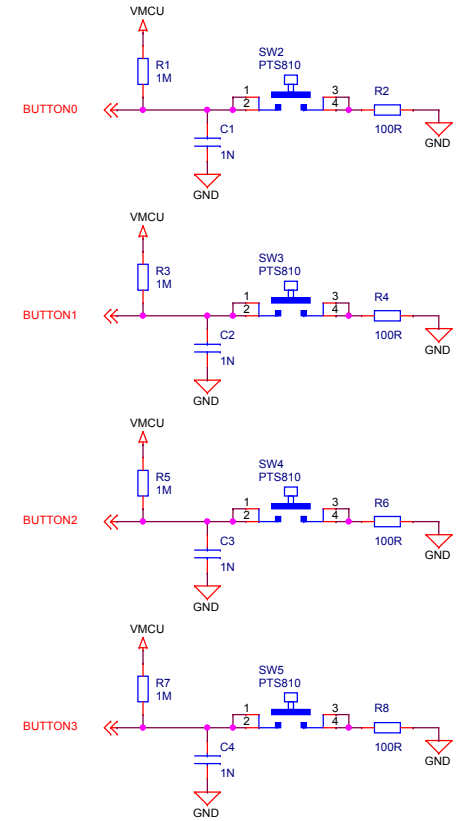 VMCU
R1
1M
SW2
PTS810
BUTTON0
1
2
3
4
R2
100R
C1
1N
GND
GND
VMCU
R3
1M
SW3
PTS810
BUTTON1
1
2
3
4
R4
100R
C2
1N
GND
GND
VMCU
R5
1M
SW4
PTS810
BUTTON2
1
2
3
4
R6
100R
C3
1N
GND
GND
VMCU
R7
1M
SW5
PTS810
BUTTON3
1
2
3
4
R8
100R
C4
1N
GND
GND